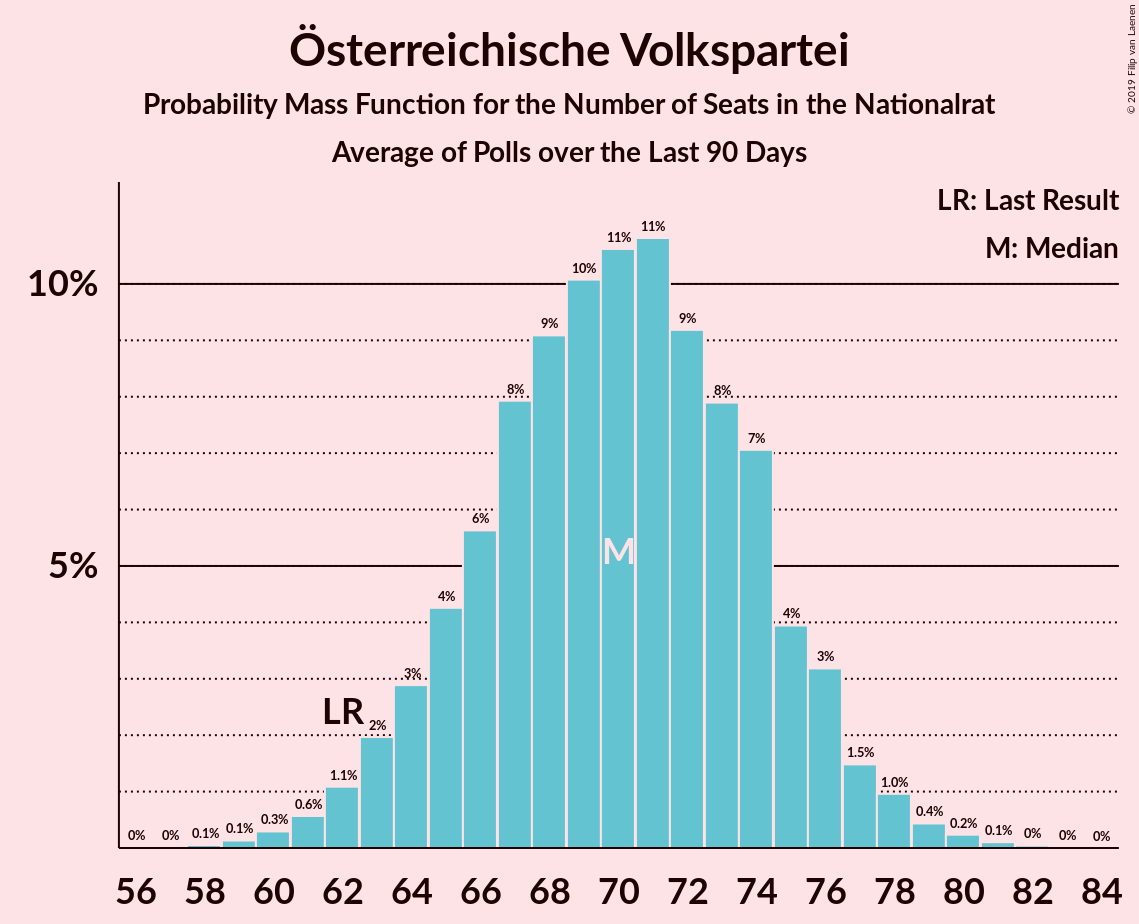 Österreichische Volkspartei
Probability Mass Function for the Number of Seats in the Nationalrat
Average of Polls over the Last 90 Days
© 2019 Filip van Laenen
LR: Last Result
M: Median
10%
5%
0% 0% 0.1% 0.1% 0.3% 0.6% 1.1% 2% 3% 4% 6% 8% 9% 10% 11% 11% 9% 8% 7% 4% 3% 1.5% 1.0% 0.4% 0.2% 0.1% 0% 0% 0%
LR
M
56 58 60 62 64 66 68 70 72 74 76 78 80 82 84